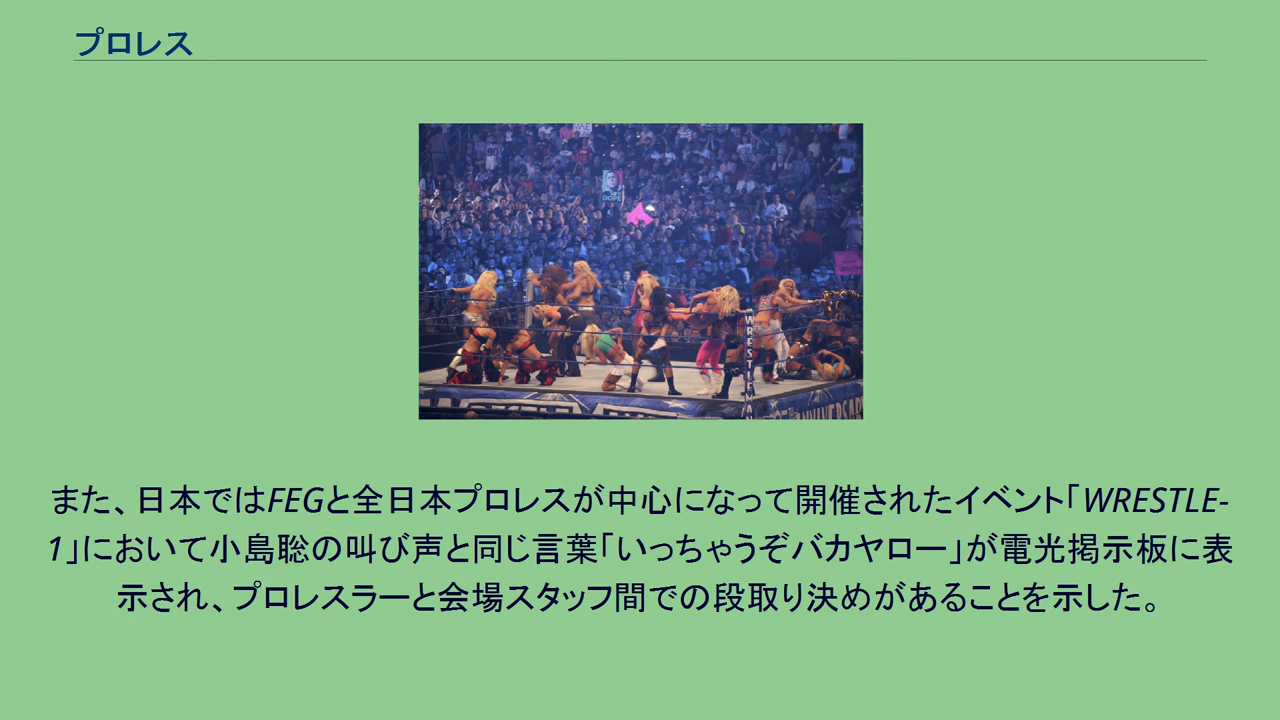 プロレス
DOPE
WRESTLEMAN
ANNIVERSARY
また、日本ではFEGと全日本プロレスが中心になって開催されたイベント「WRESTLE-
1」において小島聡の叫び声と同じ言葉「いっちゃうぞバカヤロー」が電光掲示板に表
示され、プロレスラーと会場スタッフ間での段取り決めがあることを示した。